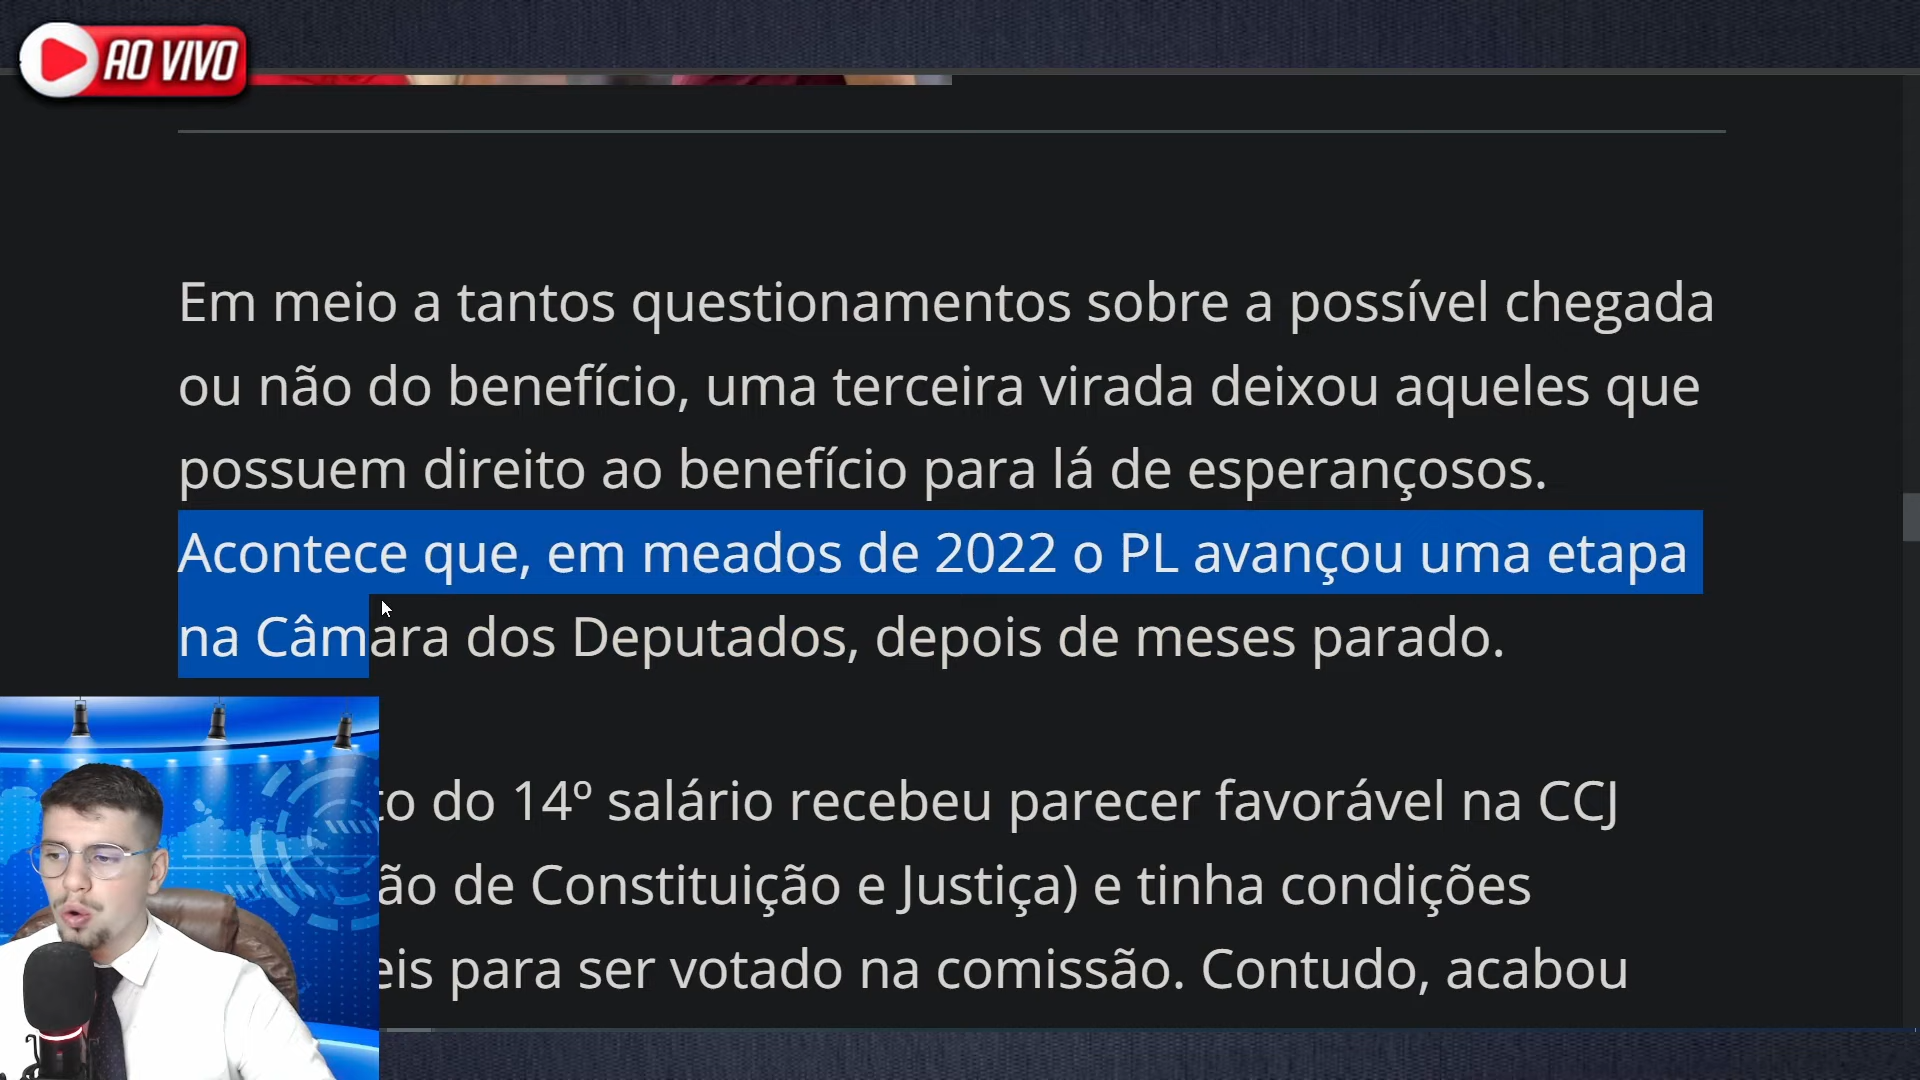 AO VIVO
Em meio a tantos questionamentos sobre a possível chegada
ou não do benefício, uma terceira virada deixou aqueles que
possuem direito ao benefício para lá de esperançosos.
Acontece que, em meados de 2022 o PL avançou uma etapa
na Câmara dos Deputados, depois de meses parado.
do 14º salário recebeu parecer favorável na CCJ
de Constituição e Justiça) e tinha condições
para ser votado na comissão. Contudo, acabou